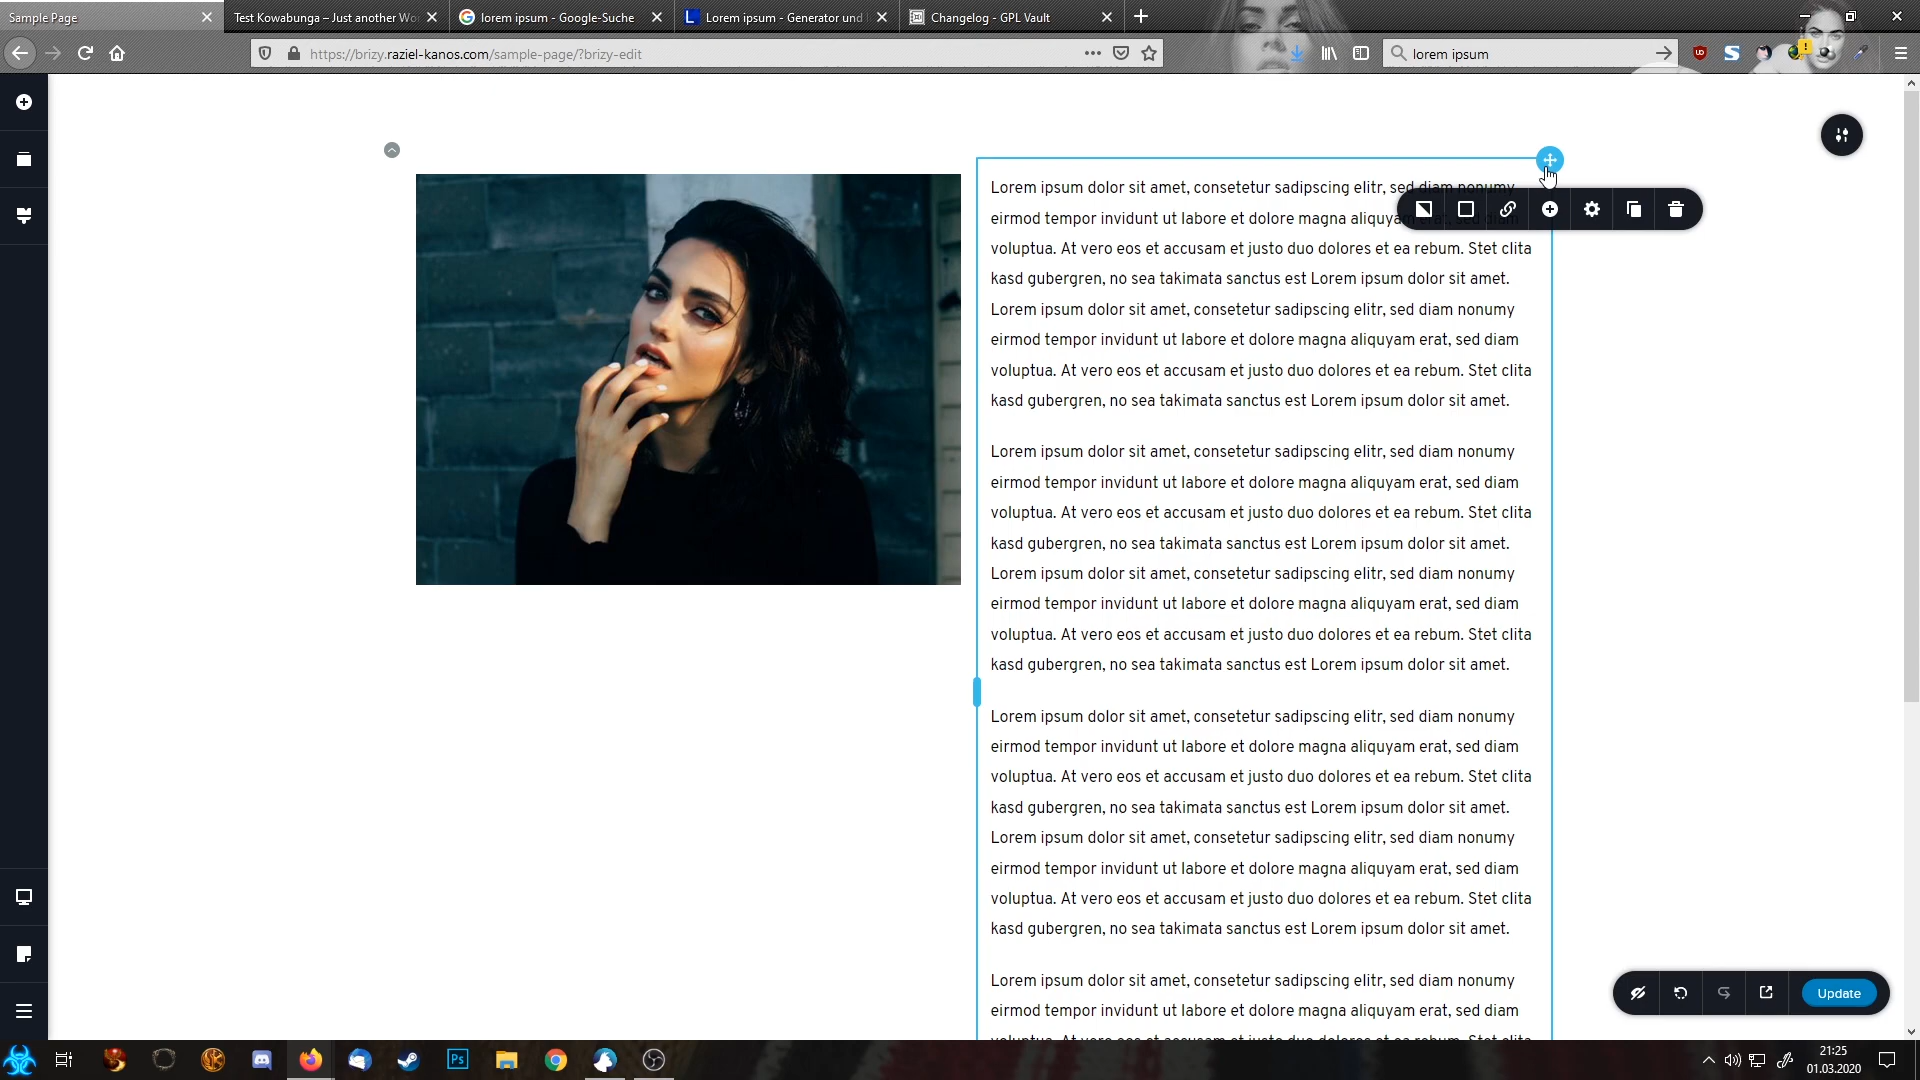 Sample Page
Test Kowabunga – Just another Wo
lorem ipsum - Google-Suche
Lorem ipsum - Generator und
Changelog - GPL Vault
https://brizy.raziel-kanos.com/sample-page/?brizy-edit
lorem ipsum
Lorem ipsum dolor sit amet, consetetur sadipscing elitr, sed diam nonumy
eirmod tempor invidunt ut labore et dolore magna aliquyam
voluptua. At vero eos et accusam et justo duo dolores et ea rebum. Stet clita
kasd gubergren, no sea takimata sanctus est Lorem ipsum dolor sit amet.
Lorem ipsum dolor sit amet, consetetur sadipscing elitr, sed diam nonumy
eirmod tempor invidunt ut labore et dolore magna aliquyam erat, sed diam
voluptua. At vero eos et accusam et justo duo dolores et ea rebum. Stet clita
kasd gubergren, no sea takimata sanctus est Lorem ipsum dolor sit amet.
Lorem ipsum dolor sit amet, consetetur sadipscing elitr, sed diam nonumy
eirmod tempor invidunt ut labore et dolore magna aliquyam erat, sed diam
voluptua. At vero eos et accusam et justo duo dolores et ea rebum. Stet clita
kasd gubergren, no sea takimata sanctus est Lorem ipsum dolor sit amet.
Lorem ipsum dolor sit amet, consetetur sadipscing elitr, sed diam nonumy
eirmod tempor invidunt ut labore et dolore magna aliquyam erat, sed diam
voluptua. At vero eos et accusam et justo duo dolores et ea rebum. Stet clita
kasd gubergren, no sea takimata sanctus est Lorem ipsum dolor sit amet.
Lorem ipsum dolor sit amet, consetetur sadipscing elitr, sed diam nonumy
eirmod tempor invidunt ut labore et dolore magna aliquyam erat, sed diam
voluptua. At vero eos et accusam et justo duo dolores et ea rebum. Stet clita
kasd gubergren, no sea takimata sanctus est Lorem ipsum dolor sit amet.
Lorem ipsum dolor sit amet, consetetur sadipscing elitr, sed diam nonumy
eirmod tempor invidunt ut labore et dolore magna aliquyam erat, sed diam
voluptua. At vero eos et accusam et justo duo dolores et ea rebum. Stet clita
kasd gubergren, no sea takimata sanctus est Lorem ipsum dolor sit amet.
Lorem ipsum dolor sit amet, consetetur sadipscing elitr, sed diam nonumy
eirmod tempor invidunt ut labore et dolore magna aliquyam erat, sed diam
voluptua. At vero eos et accusam et justo duo dolores et ea rebum. Stet clita
Update
Ps
21:25
01.03.2020